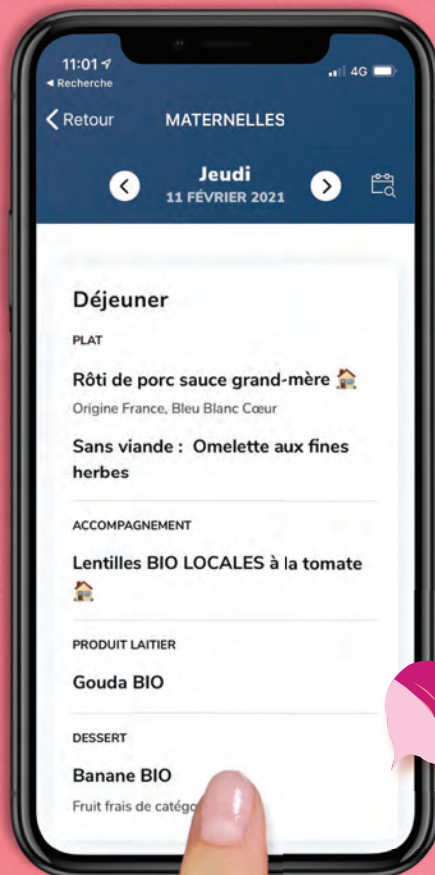 11:01
4G
Recherche
Retour
MATERNELLES
Jeudi
11 FÉVRIER 2021
Déjeuner
PLAT
Rôti de porc sauce grand-mère
Origine France, Bleu Blanc Cœur
Sans viande : Omelette aux fines
herbes
ACCOMPAGNEMENT
Lentilles BIO LOCALES à la tomate
PRODUIT LAITIER
Gouda BIO
DESSERT
Banane BIO
Fruit frais de